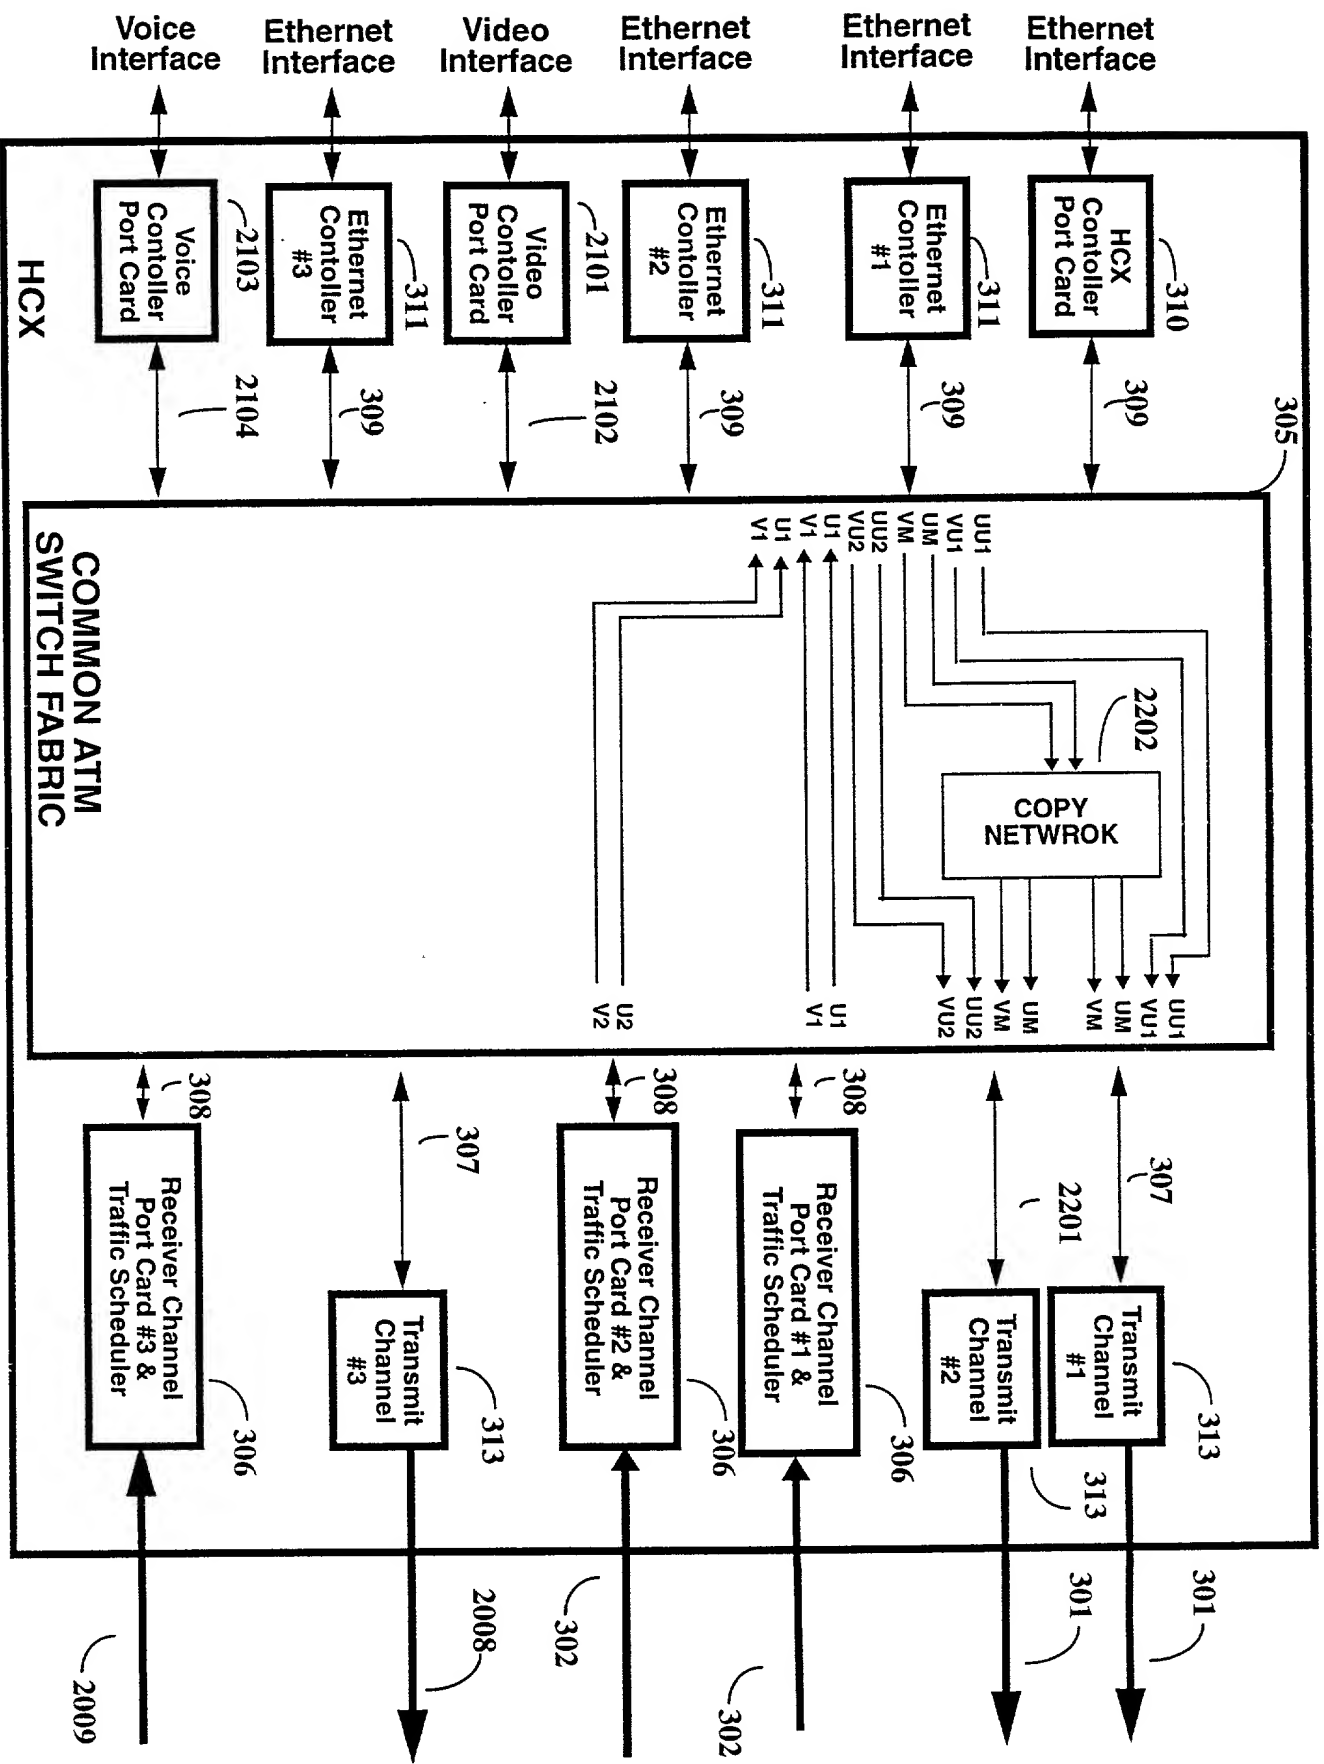 Voice
Interface
Ethernet
Interface
Video
Interface
Ethernet
Interface
Ethernet
Interface
Ethernet
Interface
HCX
Voice
Contoller
Port Card
2103
Ethernet
Contoller
#3
311
Video
Contoller
Port Card
2101
Ethernet
Contoller
#2
311
Ethernet
Contoller
#1
311
HCX
Contoller
Port Card
310
2104
309
2102
309
309
309
305
COMMON ATM
SWITCH FABRIC
V1
U1
V1
U1
VU2
UU2
VM
UM
VU1
UU1
2202
COPY
NETWROK
V2
U2
V1
U1
VU2
UU2
VM
UM
VM
UM
VU1
UU1
308
307
308
308
2201
307
Receiver Channel
Port Card #3 &
Traffic Scheduler
306
Transmit
Channel
#3
313
Receiver Channel
Port Card #2 &
Traffic Scheduler
306
Receiver Channel
Port Card #1 &
Traffic Scheduler
306
Transmit
Channel
#2
313
Transmit
Channel
#1
313
2009
2008
302
302
301
301